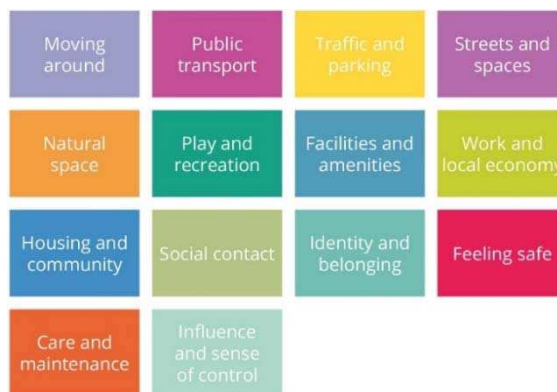 Moving
around
Public
transport
Traffic and
parking
Streets and
spaces
Natural
space
Play and
recreation
Facilities and
amenities
Work and
local economy
Housing and
community
Social contact
Identity and
belonging
Feeling safe
Care and
maintenance
Influence
and sense
of control